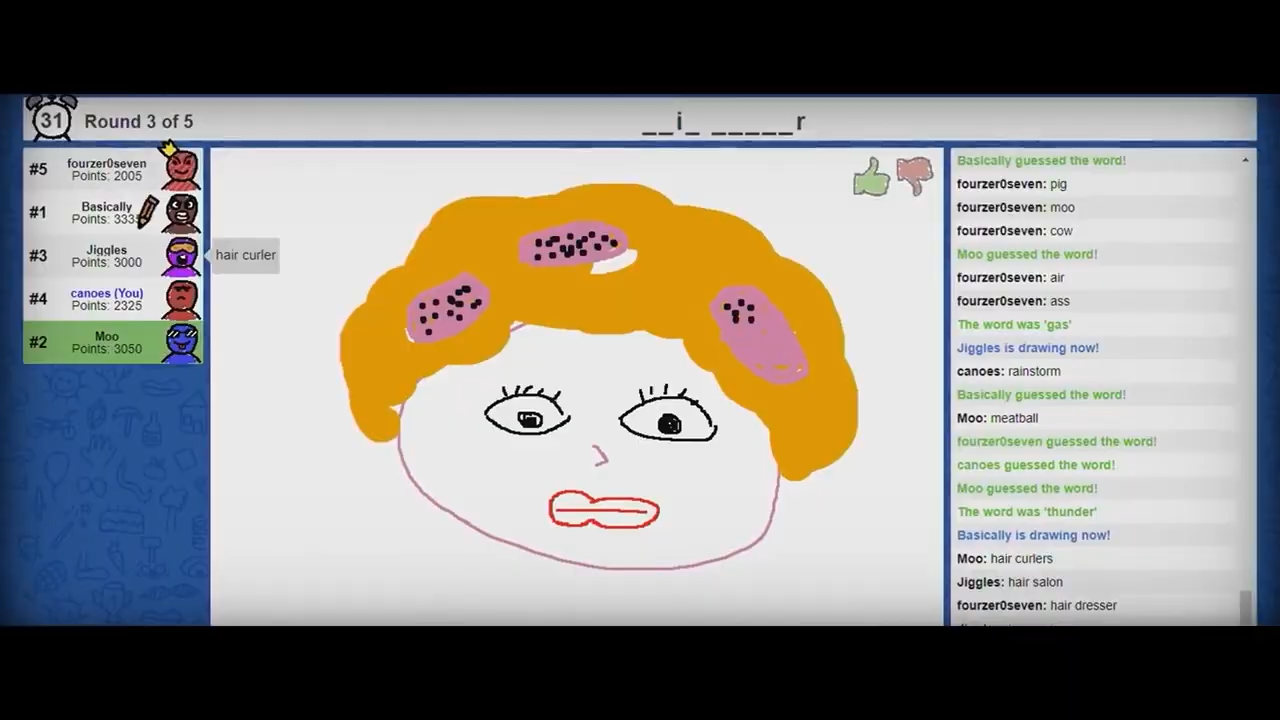 31
Round 3 of 5
__i_ _____r
#5
fourzer0seven
Points: 2005
#1
Basically
Points: 3335
#3
Jiggles
Points: 3000
hair curler
#4
canoes (You)
Points: 2325
#2
Moo
Points: 3050
Basically guessed the word!
fourzer0seven: pig
fourzer0seven: moo
fourzer0seven: cow
Moo guessed the word!
fourzer0seven: air
fourzer0seven: ass
The word was 'gas'
Jiggles is drawing now!
canoes: rainstorm
Basically guessed the word!
Moo: meatball
fourzer0seven guessed the word!
canoes guessed the word!
Moo guessed the word!
The word was 'thunder'
Basically is drawing now!
Moo: hair curlers
Jiggles: hair salon
fourzer0seven: hair dresser